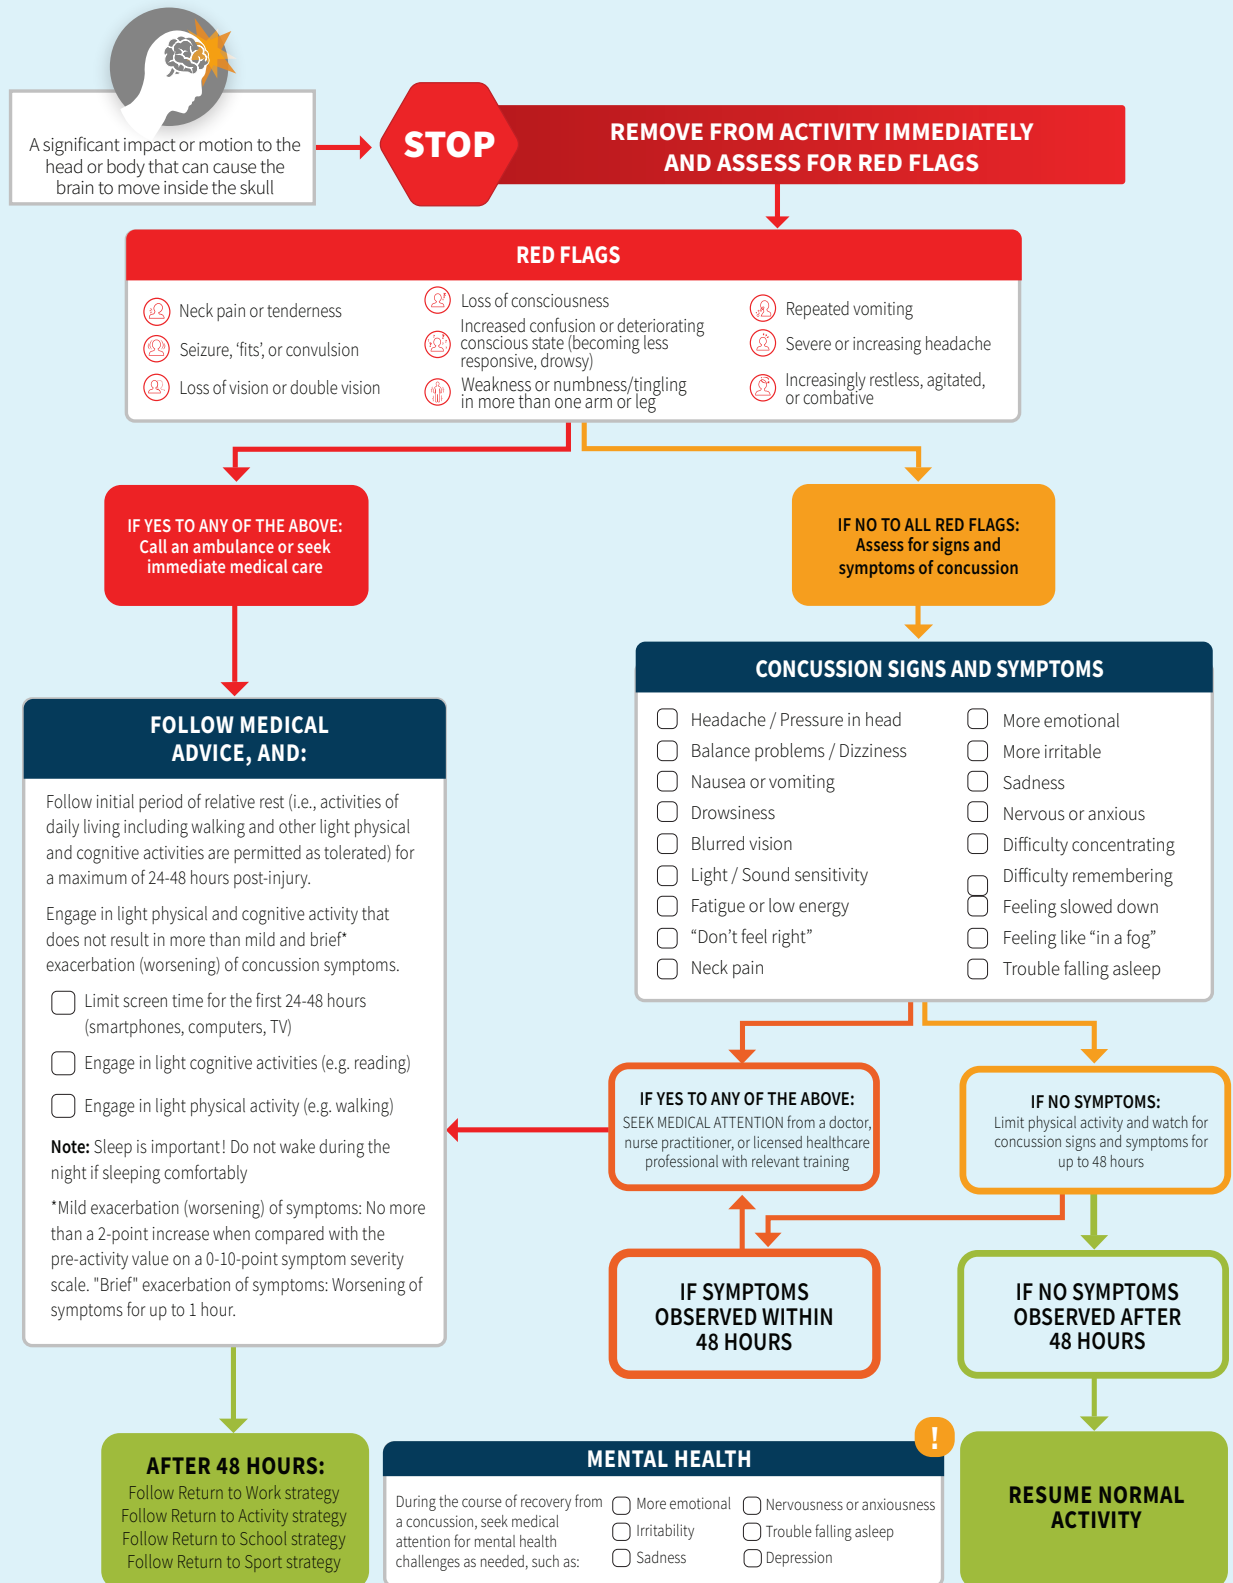 A significant impact or motion to the
head or body that can cause the
brain to move inside the skull
STOP
REMOVE FROM ACTIVITY IMMEDIATELY
AND ASSESS FOR RED FLAGS
RED FLAGS
Neck pain or tenderness
Seizure, 'fits', or convulsion
Loss of vision or double vision
Loss of consciousness
Increased confusion or deteriorating
conscious state (becoming less
responsive, drowsy)
Weakness or numbness/tingling
in more than one arm or leg
Repeated vomiting
Severe or increasing headache
Increasingly restless, agitated,
or combative
IF YES TO ANY OF THE ABOVE:
Call an ambulance or seek
immediate medical care
IF NO TO ALL RED FLAGS:
Assess for signs and
symptoms of concussion
FOLLOW MEDICAL
ADVICE, AND:
Follow initial period of relative rest (i.e., activities of
daily living including walking and other light physical
and cognitive activities are permitted as tolerated) for
a maximum of 24-48 hours post-injury.
Engage in light physical and cognitive activity that
does not result in more than mild and brief*
exacerbation (worsening) of concussion symptoms.
Limit screen time for the first 24-48 hours
(smartphones, computers, TV)
Engage in light cognitive activities (e.g. reading)
Engage in light physical activity (e.g. walking)
Note: Sleep is important! Do not wake during the
night if sleeping comfortably
*Mild exacerbation (worsening) of symptoms: No more
than a 2-point increase when compared with the
pre-activity value on a 0-10-point symptom severity
scale. "Brief" exacerbation of symptoms: Worsening of
symptoms for up to 1 hour.
CONCUSSION SIGNS AND SYMPTOMS
Headache / Pressure in head
Balance problems / Dizziness
Nausea or vomiting
Drowsiness
Blurred vision
Light / Sound sensitivity
Fatigue or low energy
“Don't feel right”
Neck pain
More emotional
More irritable
Sadness
Nervous or anxious
Difficulty concentrating
Difficulty remembering
Feeling slowed down
Feeling like “in a fog”
Trouble falling asleep
IF YES TO ANY OF THE ABOVE:
SEEK MEDICAL ATTENTION from a doctor,
nurse practitioner, or licensed healthcare
professional with relevant training
IF NO SYMPTOMS:
Limit physical activity and watch for
concussion signs and symptoms for
up to 48 hours
IF SYMPTOMS
OBSERVED WITHIN
48 HOURS
IF NO SYMPTOMS
OBSERVED AFTER
48 HOURS
AFTER 48 HOURS:
Follow Return to Work strategy
Follow Return to Activity strategy
Follow Return to School strategy
Follow Return to Sport strategy
!
MENTAL HEALTH
During the course of recovery from
a concussion, seek medical
attention for mental health
challenges as needed, such as:
More emotional
Irritability
Sadness
Nervousness or anxiousness
Trouble falling asleep
Depression
RESUME NORMAL
ACTIVITY